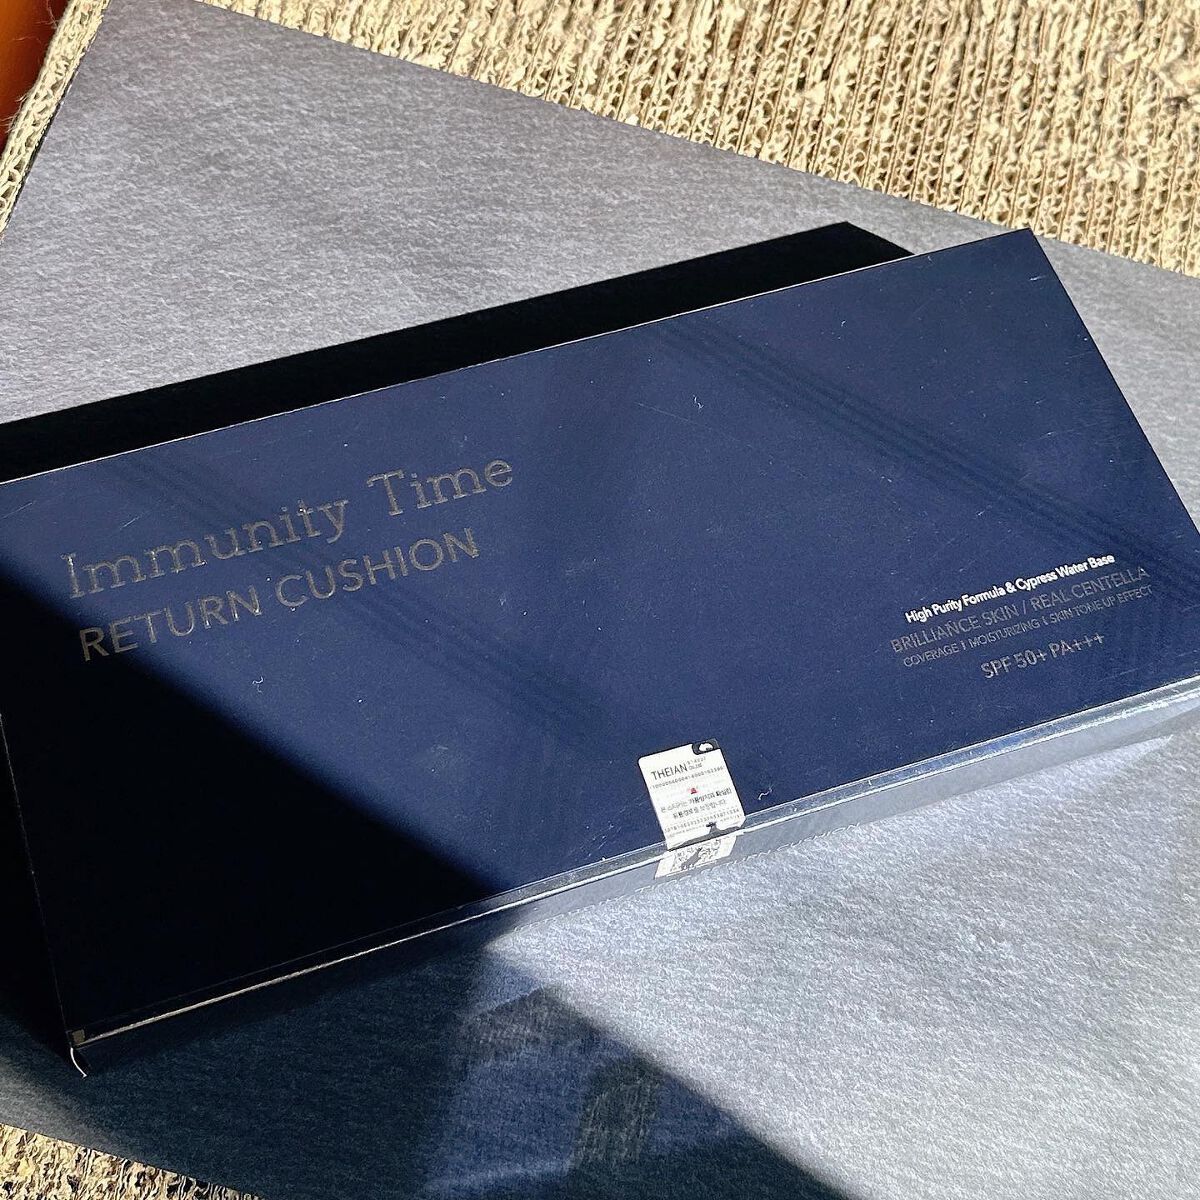 Immunity Time
RETURN CUSHION
High Purity Formula & Cypress Water Base
BRILLIANCE SKIN / REAL CENTELLA
COVERAGE I MOISTURIZING I SKIN TONE UP EFFECT
SPF 50+ PA+++
THEIAN